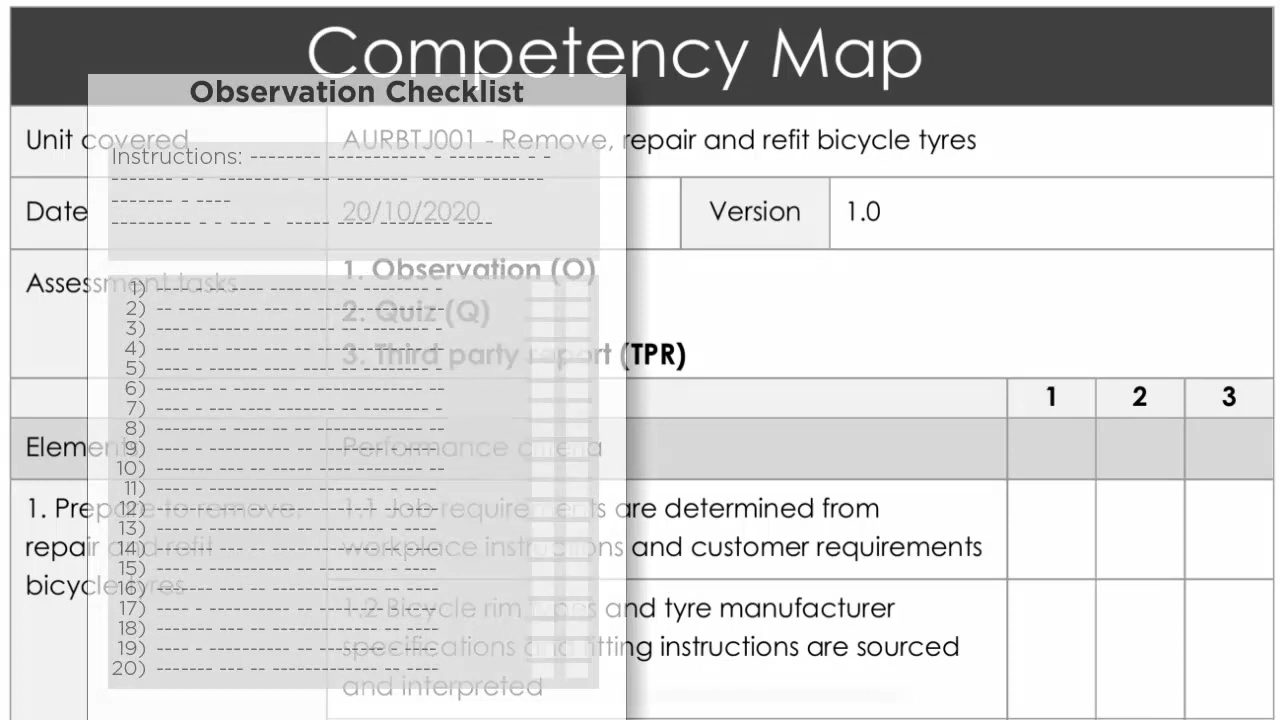 Competency Map
Observation Checklist
Unit covered
AURBTJ001 - Remove, repair and refit bicycle tyres
Instructions:
Date
20/10/2020
Version
1.0
Assessment tasks
1. Observation (O)
2. Quiz (Q)
3. Third party report (TPR)
1 2 3
Elements
Performance criteria
1. Prepare to remove,
repair and refit
bicycle tyres
1.1 Job requirements are determined from
workplace instructions and customer requirements
1.2 Bicycle rim types and tyre manufacturer
specifications and fitting instructions are sourced
and interpreted
1)
2)
3)
4)
5)
6)
7)
8)
9)
10)
11)
12)
13)
14)
15)
16)
17)
18)
19)
20)